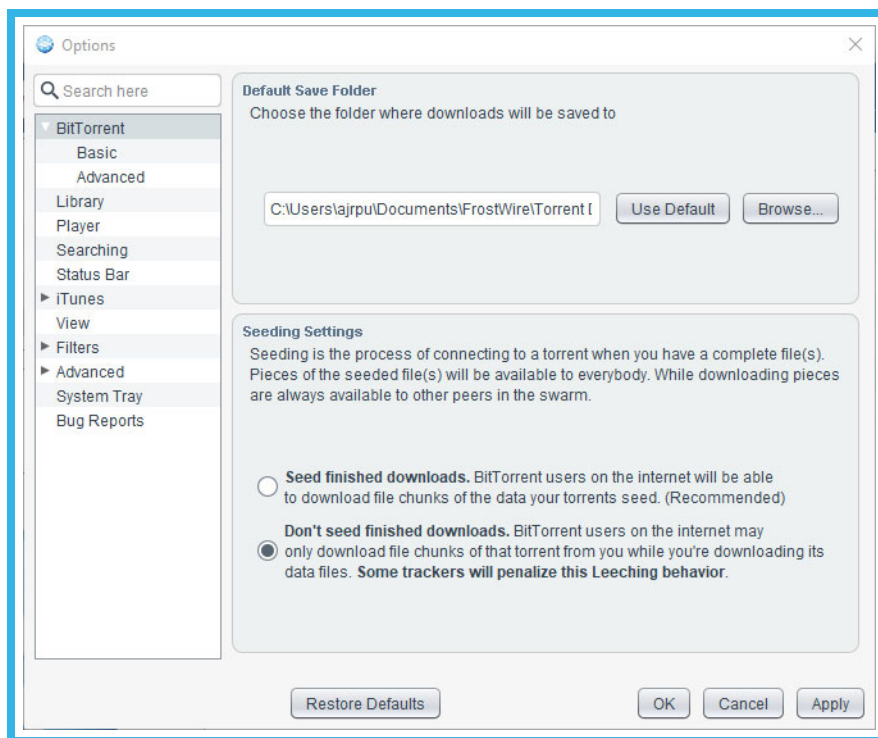 Options
Search here
BitTorrent
Basic
Advanced
Library
Player
Searching
Status Bar
iTunes
View
Filters
Advanced
System Tray
Bug Reports
Default Save Folder
Choose the folder where downloads will be saved to
C:\Users\ajrpu\Documents\FrostWire\Torrent
Use Default
Browse...
Seeding Settings
Seeding is the process of connecting to a torrent when you have a complete file(s).
Pieces of the seeded file(s) will be available to everybody. While downloading pieces
are always available to other peers in the swarm.
Seed finished downloads. BitTorrent users on the internet will be able
to download file chunks of the data your torrents seed. (Recommended)
Don't seed finished downloads. BitTorrent users on the internet may
only download file chunks of that torrent from you while you're downloading its
data files. Some trackers will penalize this Leeching behavior.
Restore Defaults
OK
Cancel
Apply